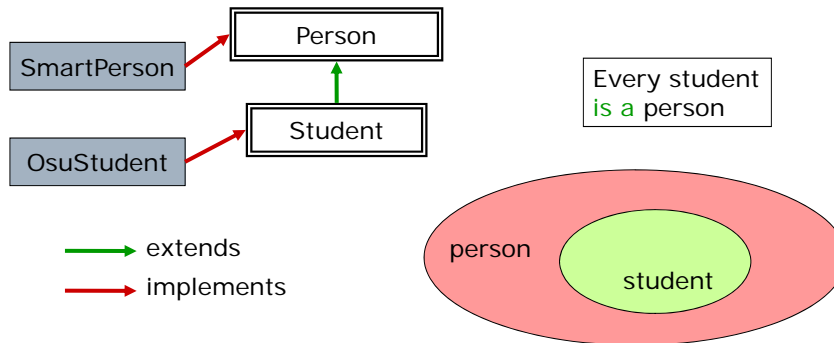 Person
SmartPerson
Every student
is a person
Student
OsuStudent
extends
person
implements
student